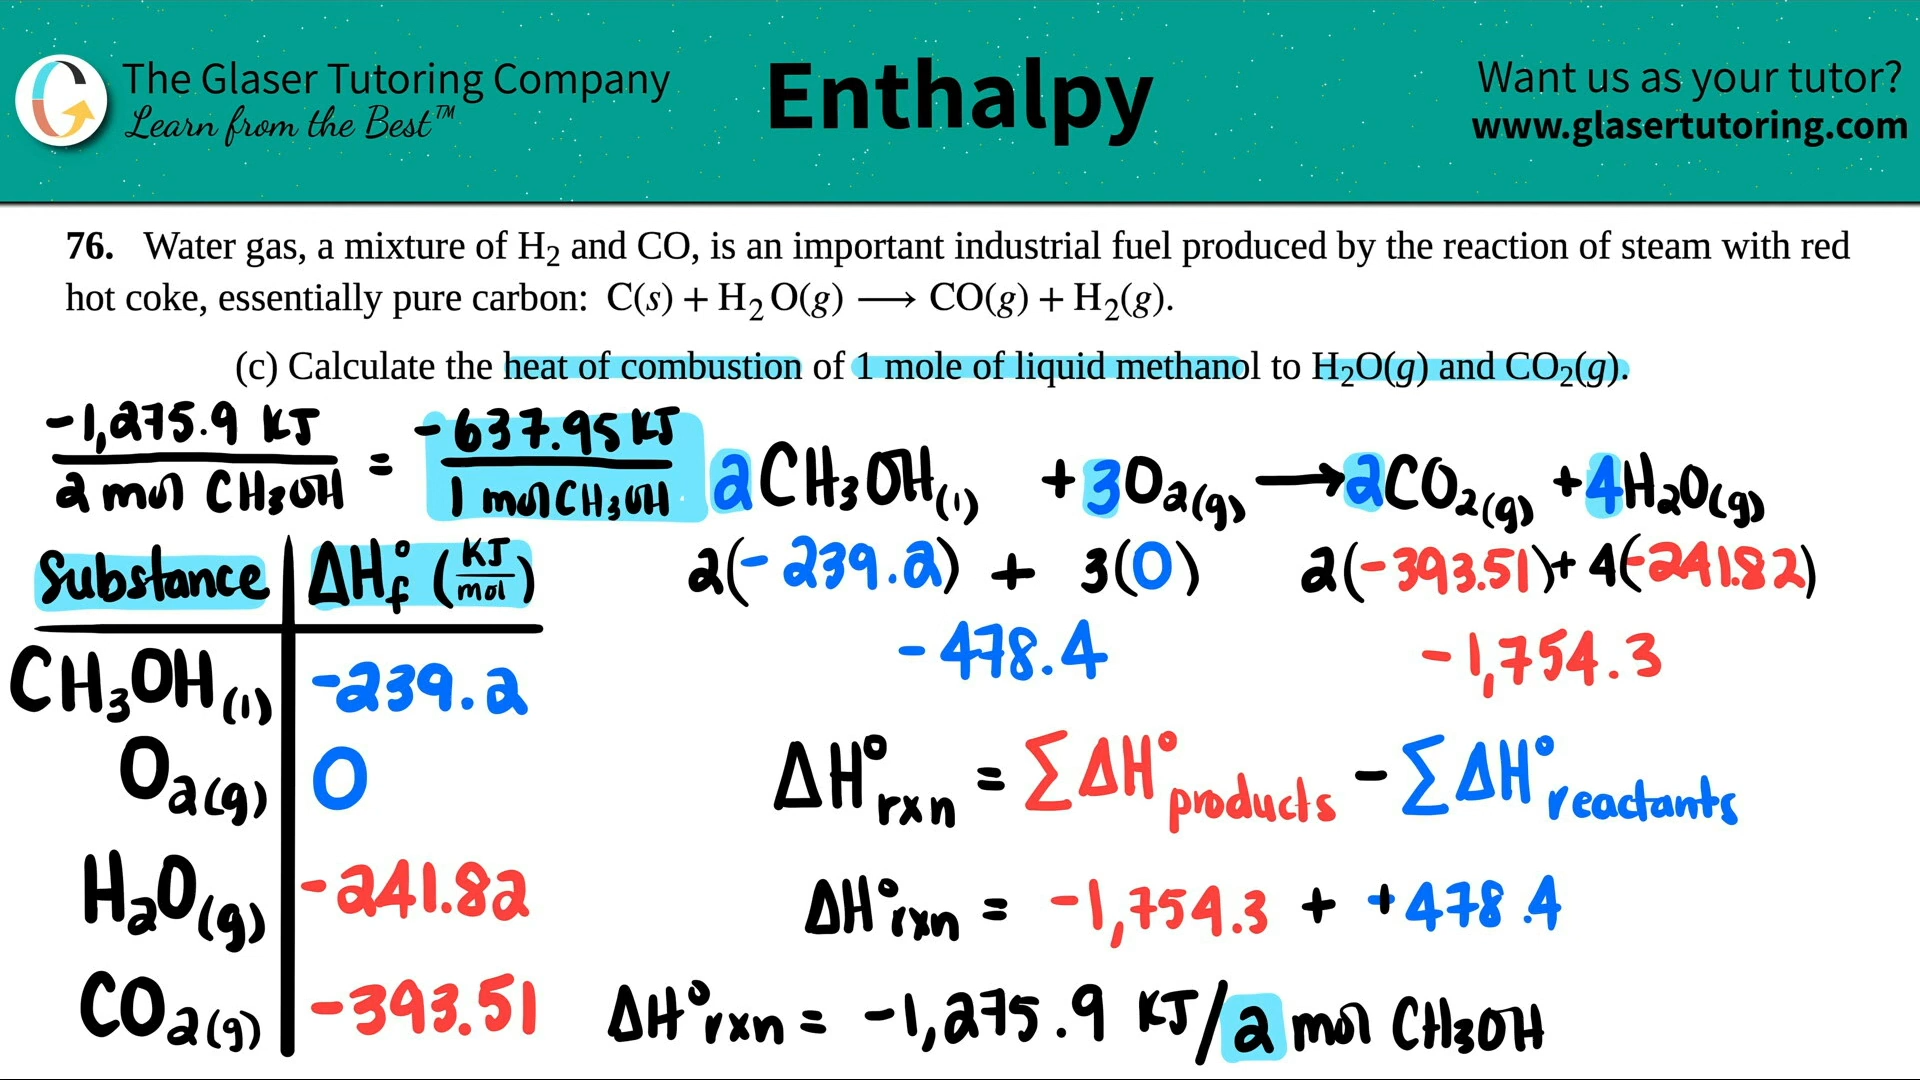 The Glaser Tutoring Company
Learn from the Best™
Enthalpy
Want us as your tutor?
www.glasertutoring.com
76. Water gas, a mixture of H₂ and CO, is an important industrial fuel produced by the reaction of steam with red
hot coke, essentially pure carbon: C(s) + H₂O(g) ⟶ CO(g) + H₂(g).
(c) Calculate the heat of combustion of 1 mole of liquid methanol to H₂O(g) and CO₂(g).
-1,275.9 KJ / 2 mol CH₃OH = -637.95 KJ / 1 mol CH₃OH
2CH₃OH(l) + 3O₂(g) ⟶ 2CO₂(g) + 4H₂O(g)
2(-239.2) + 3(0) 2(-393.51) + 4(-241.82)
-478.4 -1,754.3
Substance ΔH°f (KJ/mol)
CH₃OH(l) -239.2
O₂(g) 0
H₂O(g) -241.82
CO₂(g) -393.51
ΔH°rxn = ΣΔH°products - ΣΔH°reactants
ΔH°rxn = -1,754.3 + +478.4
ΔH°rxn = -1,275.9 KJ/2 mol CH₃OH